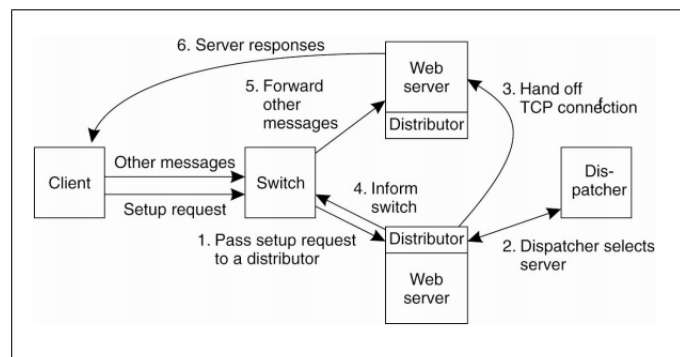 6. Server responses
Web
server
Distributor
5. Forward
other
messages
3. Hand off
TCP connection
Client
Other messages
Setup request
Switch
4. Inform
switch
Dis-
patcher
1. Pass setup request
to a distributor
Distributor
Web
server
2. Dispatcher selects
server